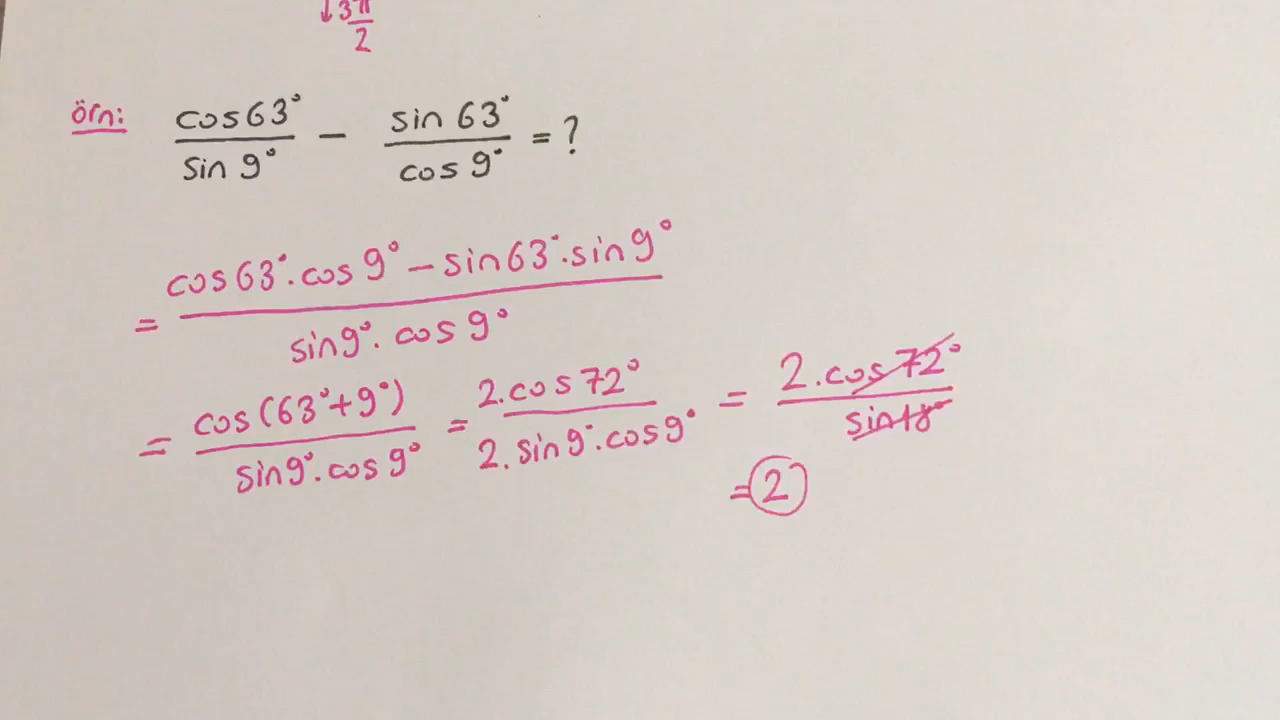 ↓3π/2
örn: cos63°/sin9° − sin63°/cos9° = ?
= cos63°.cos9° − sin63°.sin9° / sin9°.cos9°
= cos(63°+9°)/sin9°.cos9° = 2.cos72°/2.sin9°.cos9° = 2.cos72°/sin18°
= 2